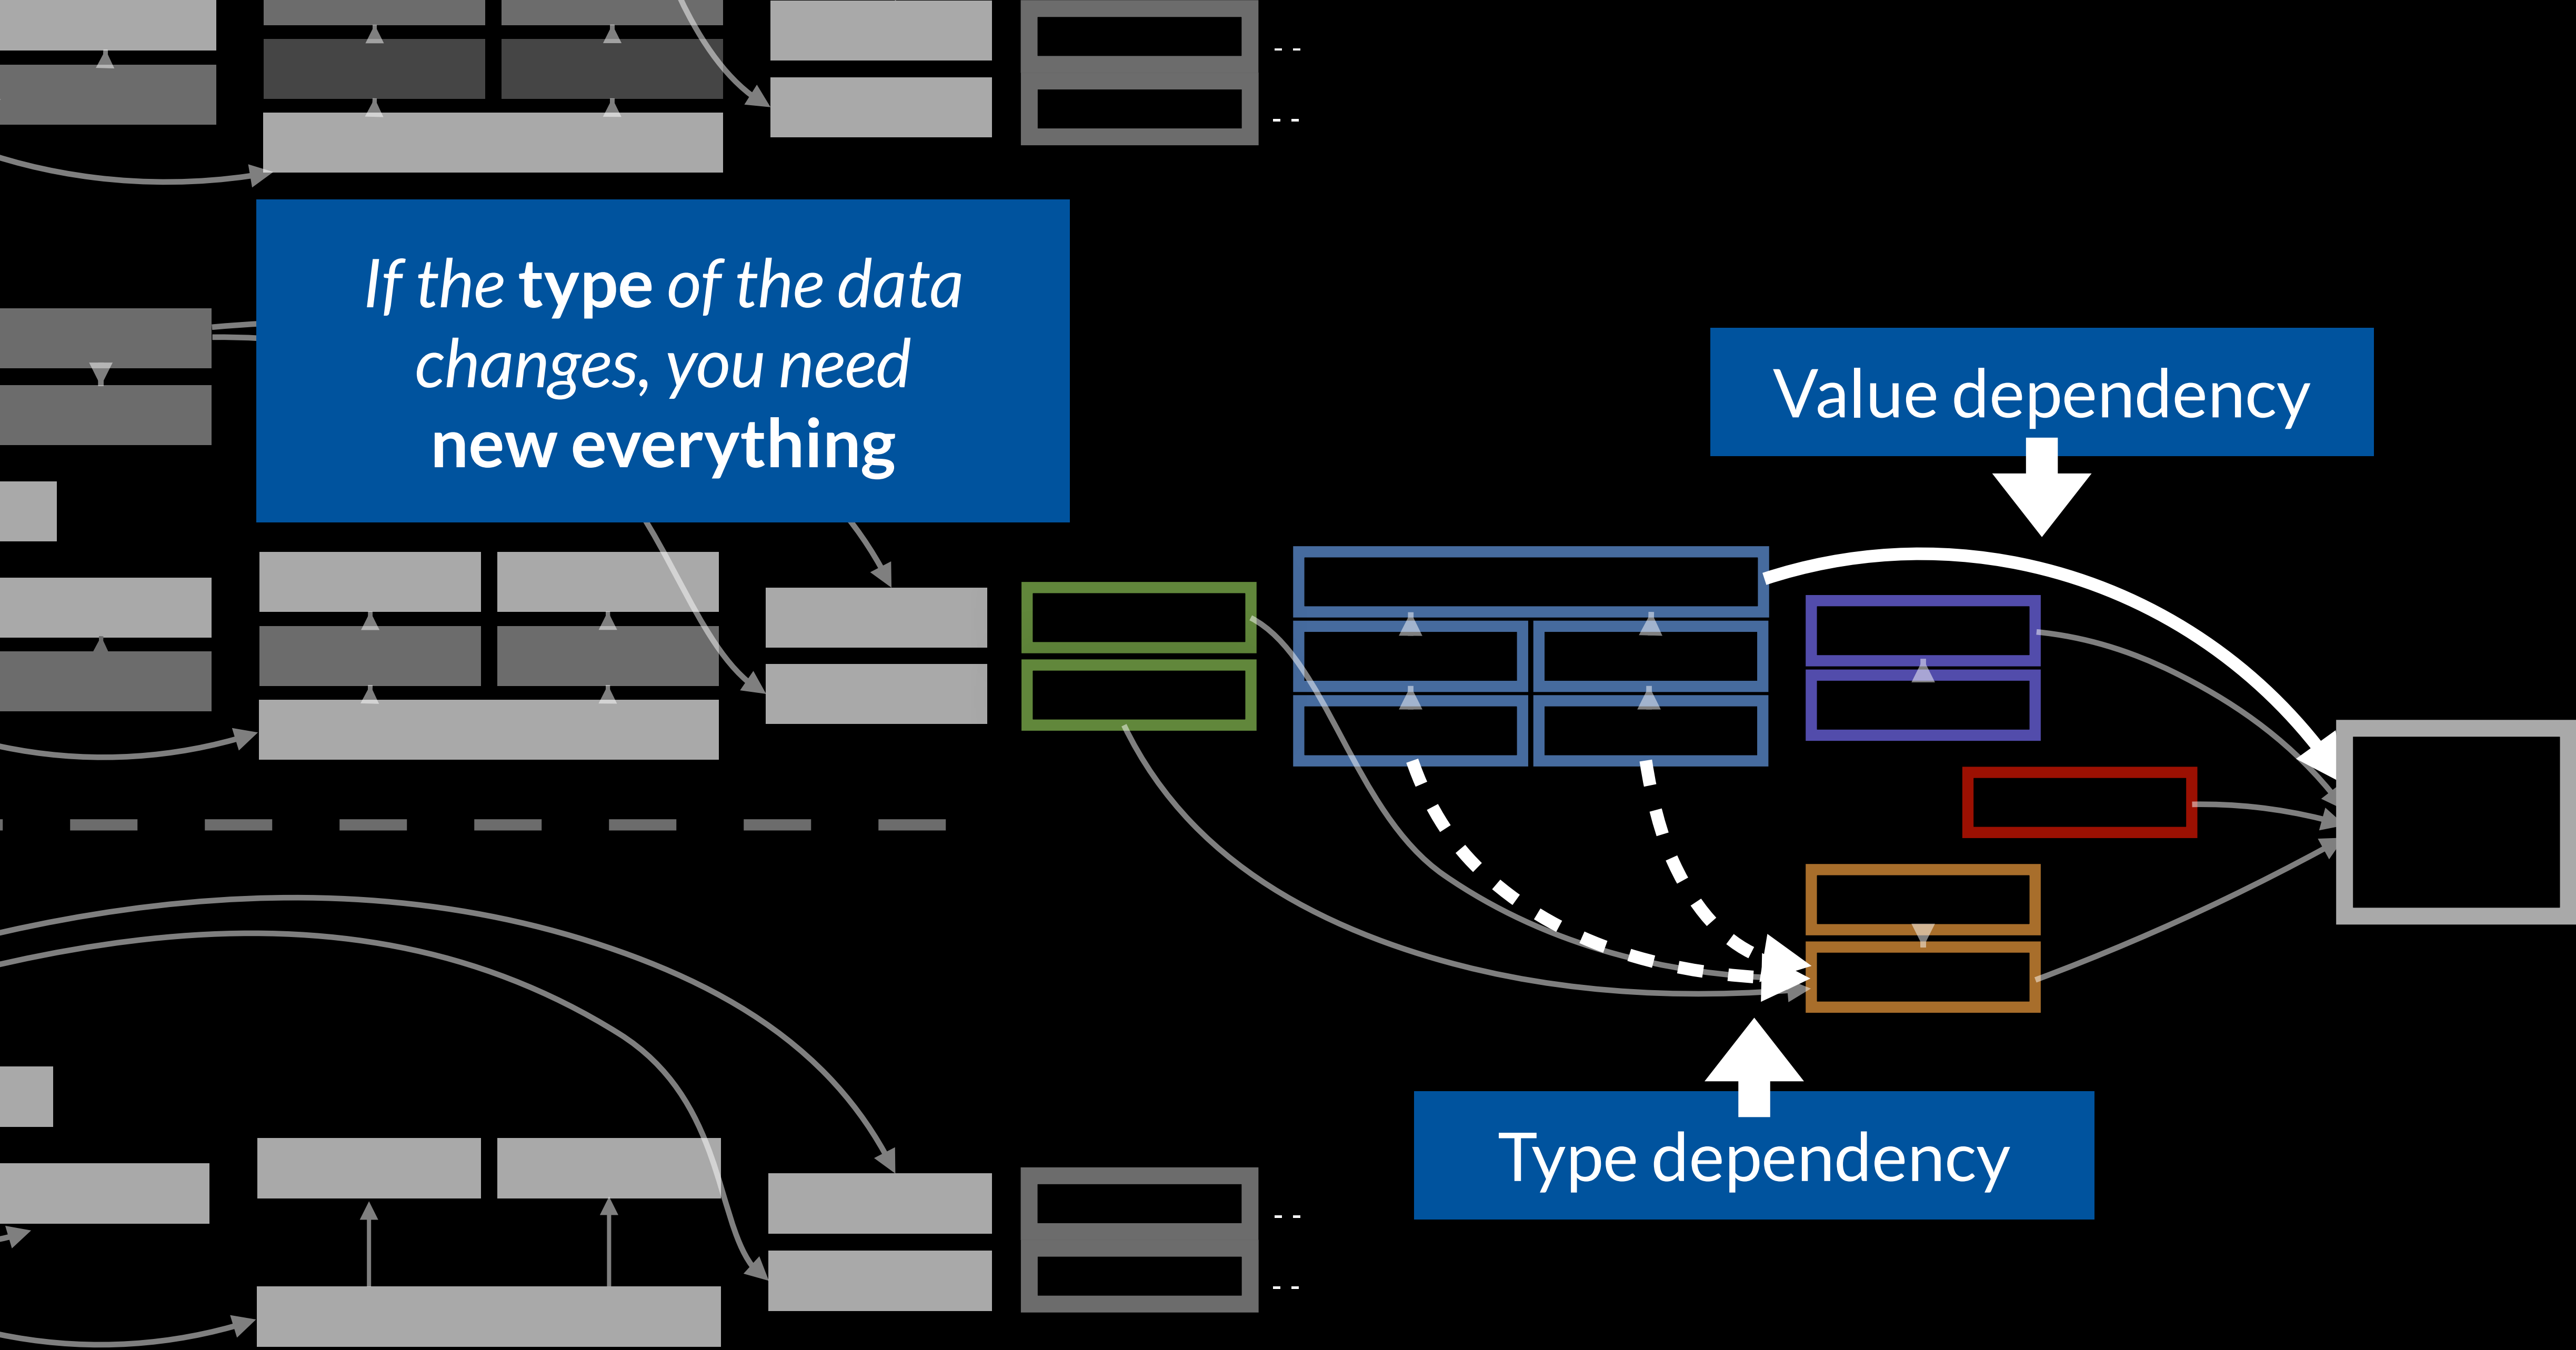 - -
- -
If the type of the data
changes, you need
new everything
Value dependency
Type dependency
- -
- -